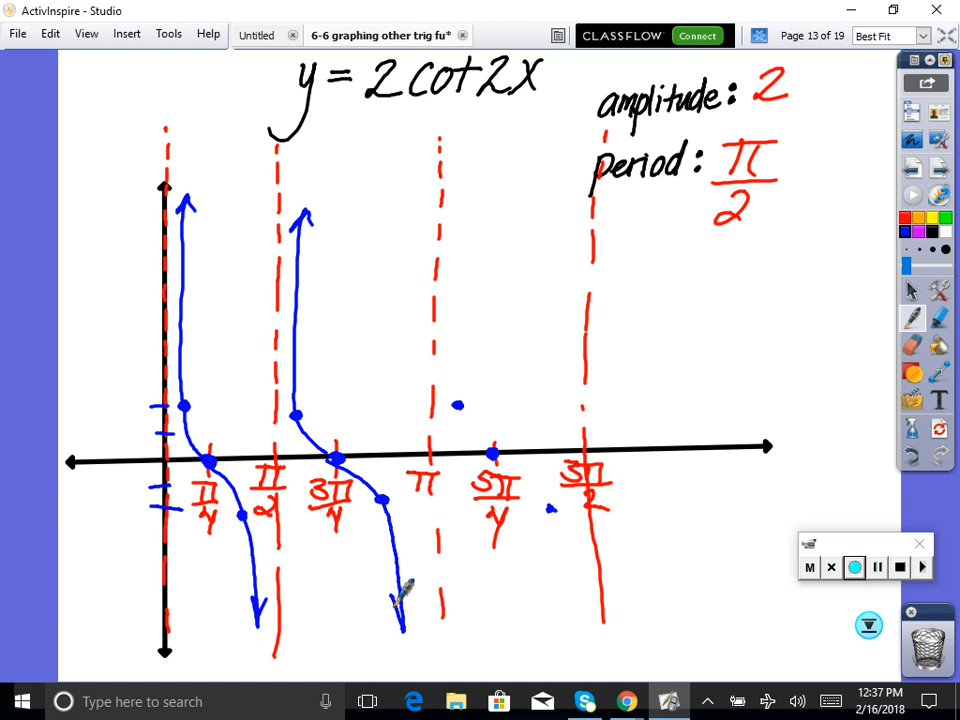 ActivInspire - Studio
File Edit View Insert Tools Help
Untitled
6-6 graphing other trig fu*
CLASSFLOW
Connect
Page 13 of 19
Best Fit
y = 2cot2x
amplitude: 2
period: π/2
π/4 π/2 3π/4 π 5π/4 3π/2
M
Type here to search
12:37 PM
2/16/2018